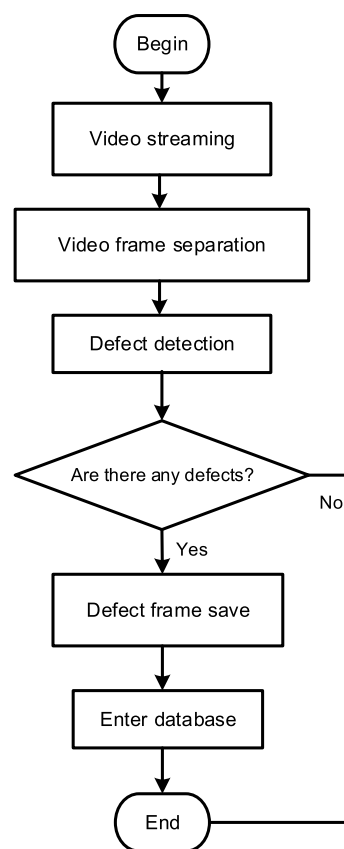 Begin
Video streaming
Video frame separation
Defect detection
Are there any defects?
No
Yes
Defect frame save
Enter database
End